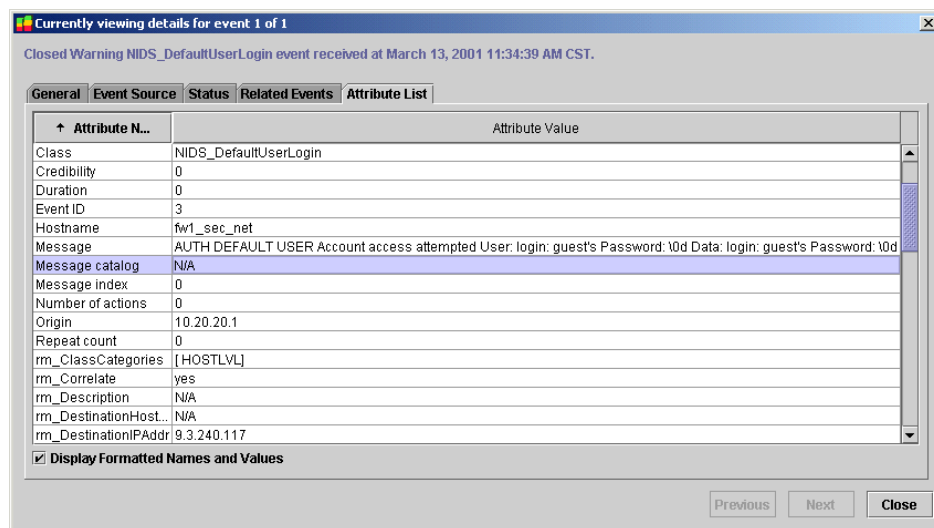 Currently viewing details for event 1 of 1
Closed Warning NIDS_DefaultUserLogin event received at March 13, 2001 11:34:39 AM CST.
General Event Source Status Related Events Attribute List
Attribute N... Attribute Value
Class NIDS_DefaultUserLogin
Credibility 0
Duration 0
Event ID 3
Hostname fw1_sec_net
Message AUTH DEFAULT USER Account access attempted User: login: guest's Password: \0d Data: login: guest's Password: \0d
Message catalog N/A
Message index 0
Number of actions 0
Origin 10.20.20.1
Repeat count 0
rm_ClassCategories [ HOSTLVL]
rm_Correlate yes
rm_Description N/A
rm_DestinationHost... N/A
rm_DestinationIPAddr 9.3.240.117
Display Formatted Names and Values
Previous Next Close